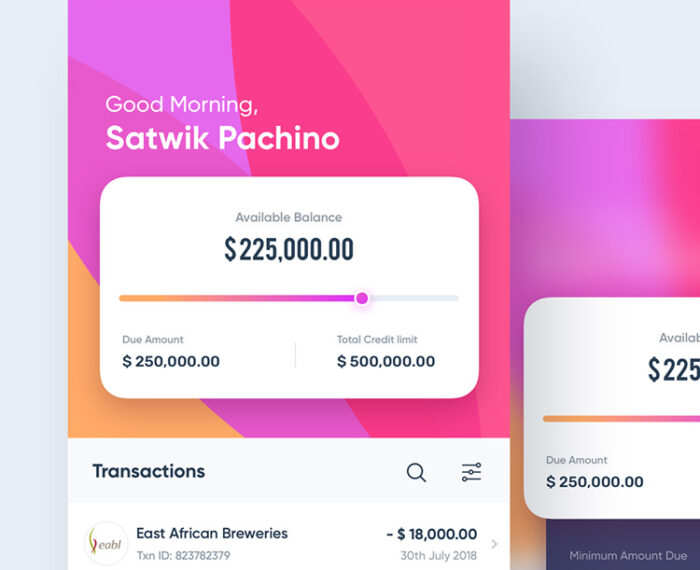 Good Morning,
Satwik Pachino
Available Balance
$225,000.00
Due Amount
$ 250,000.00
Total Credit limit
$ 500,000.00
Transactions
eabl
East African Breweries
- $ 18,000.00
Txn ID: 823782379
30th July 2018
Availab
$225
Due Amount
$ 250,000.00
Minimum Amount Due